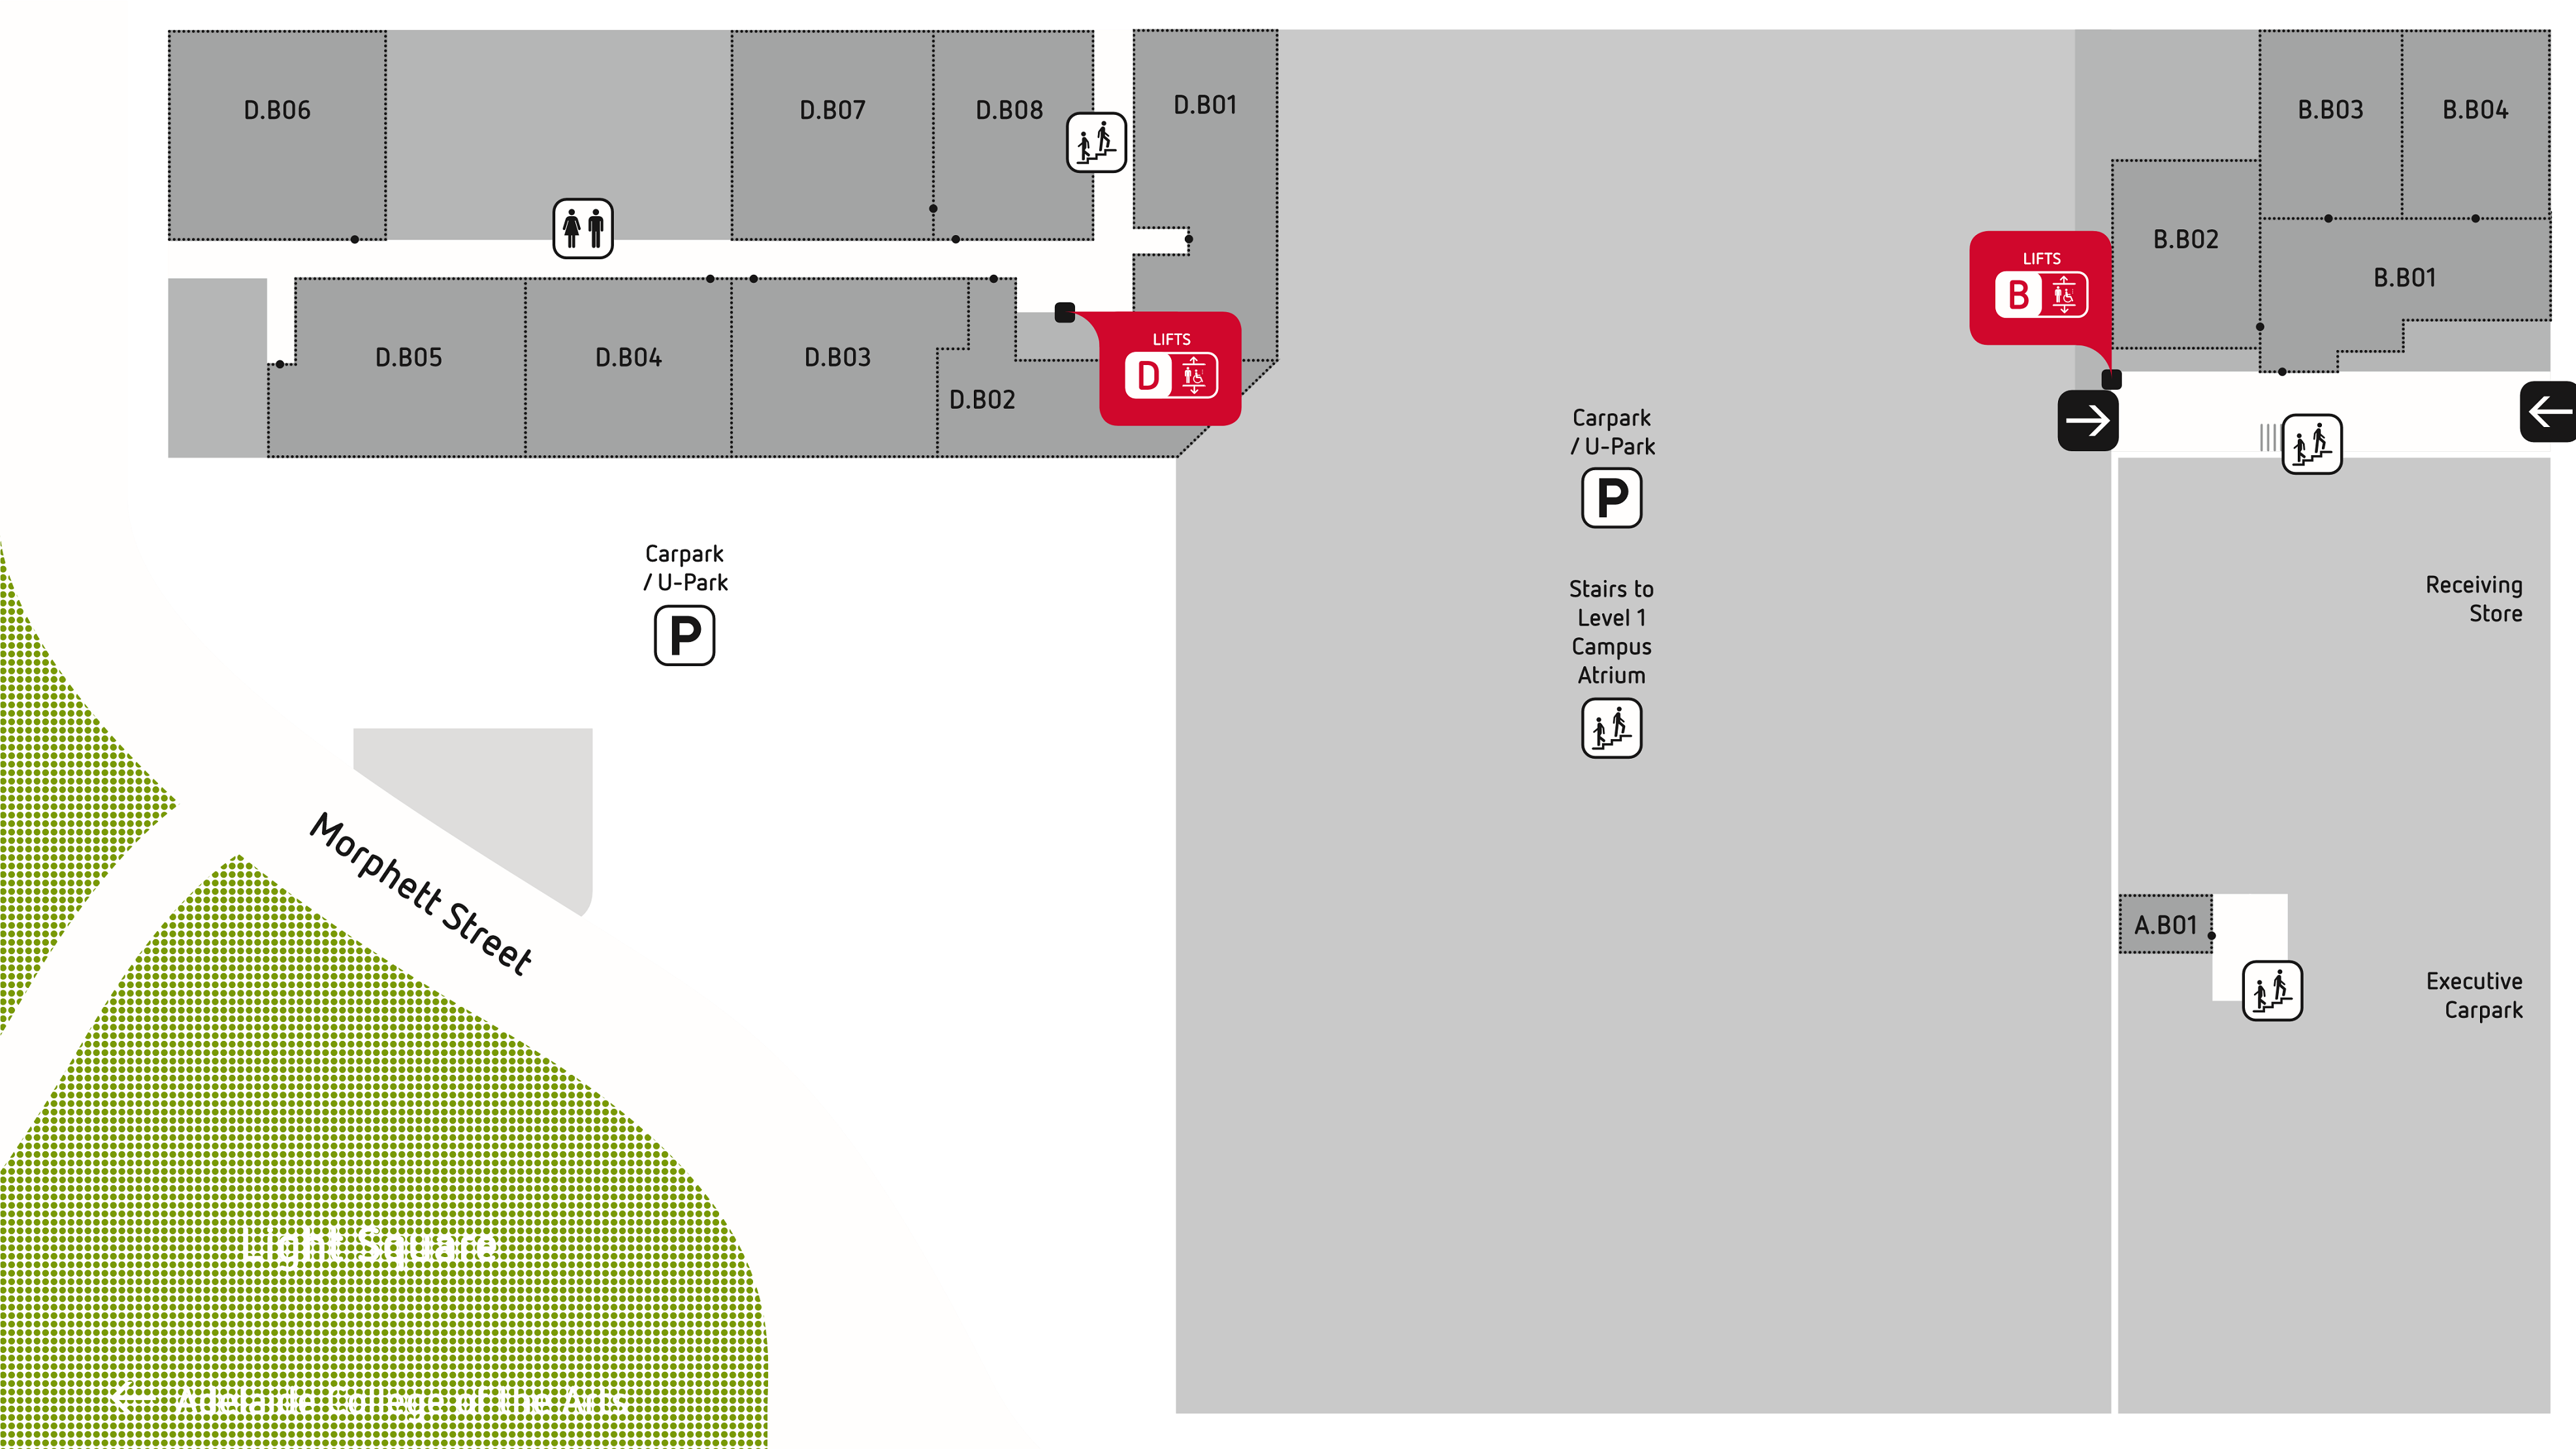 D.B06
D.B07
D.B08
D.B01
B.B03
B.B04
B.B02
B.B01
LIFTS
B
LIFTS
D
D.B05
D.B04
D.B03
D.B02
Carpark
/ U-Park
P
Carpark
/ U-Park
P
Stairs to
Level 1
Campus
Atrium
Receiving
Store
Morphett Street
A.B01
Executive
Carpark
Light Square
Adelaide College of the Arts